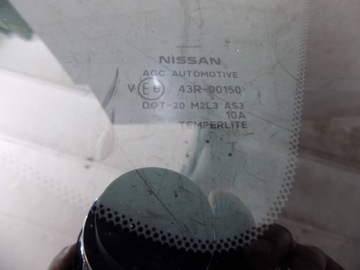 NISSAN
AGC AUTOMOTIVE
V E6 43R-00150
DOT-20 M2L3 AS3
10A
TEMPERLITE